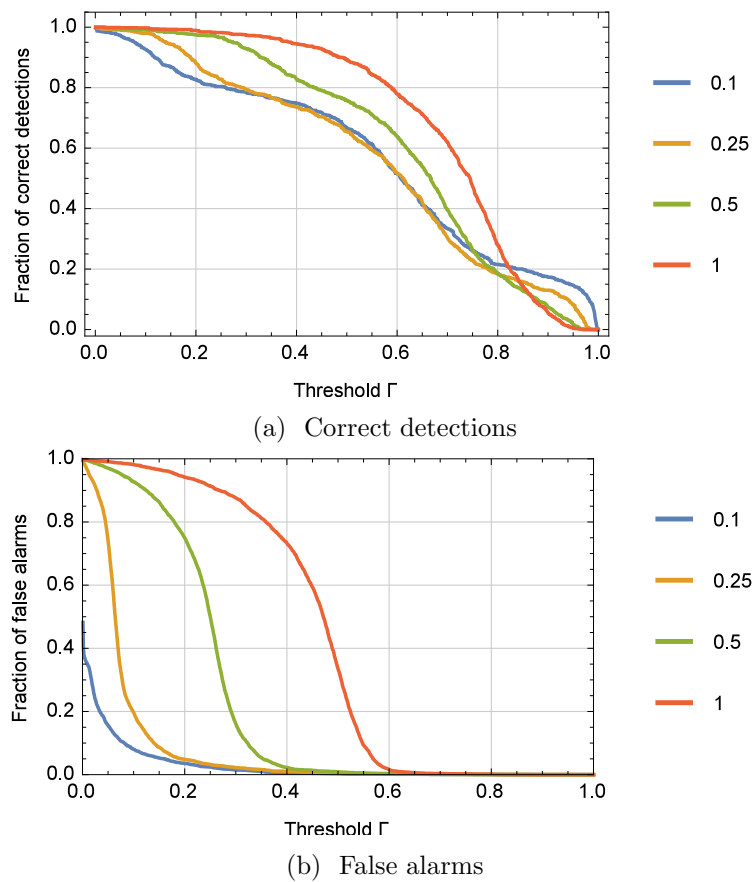 1.0
0.8
0.6
0.4
0.2
0.0
Fraction of correct detections
0.0 0.2 0.4 0.6 0.8 1.0
Threshold Γ
0.1
0.25
0.5
1
(a) Correct detections
1.0
0.8
0.6
0.4
0.2
0.0
Fraction of false alarms
0.0 0.2 0.4 0.6 0.8 1.0
Threshold Γ
0.1
0.25
0.5
1
(b) False alarms